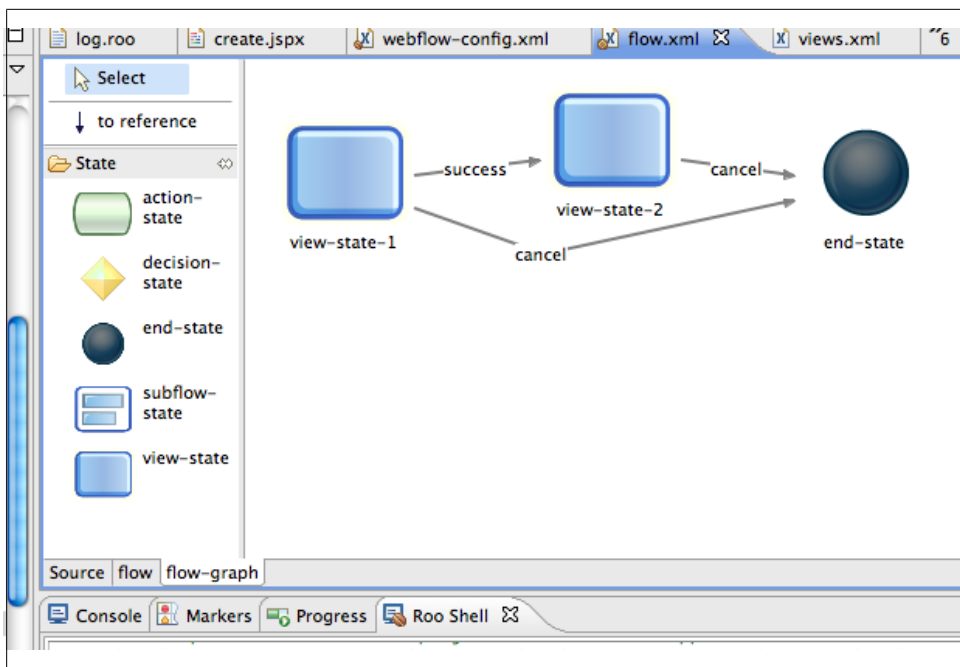 log.roo
create.jspx
webflow-config.xml
flow.xml
views.xml
"6
Select
to reference
State
action-
state
decision-
state
end-state
subflow-
state
view-state
success
cancel
cancel
view-state-1
view-state-2
end-state
Source
flow
flow-graph
Console
Markers
Progress
Roo Shell